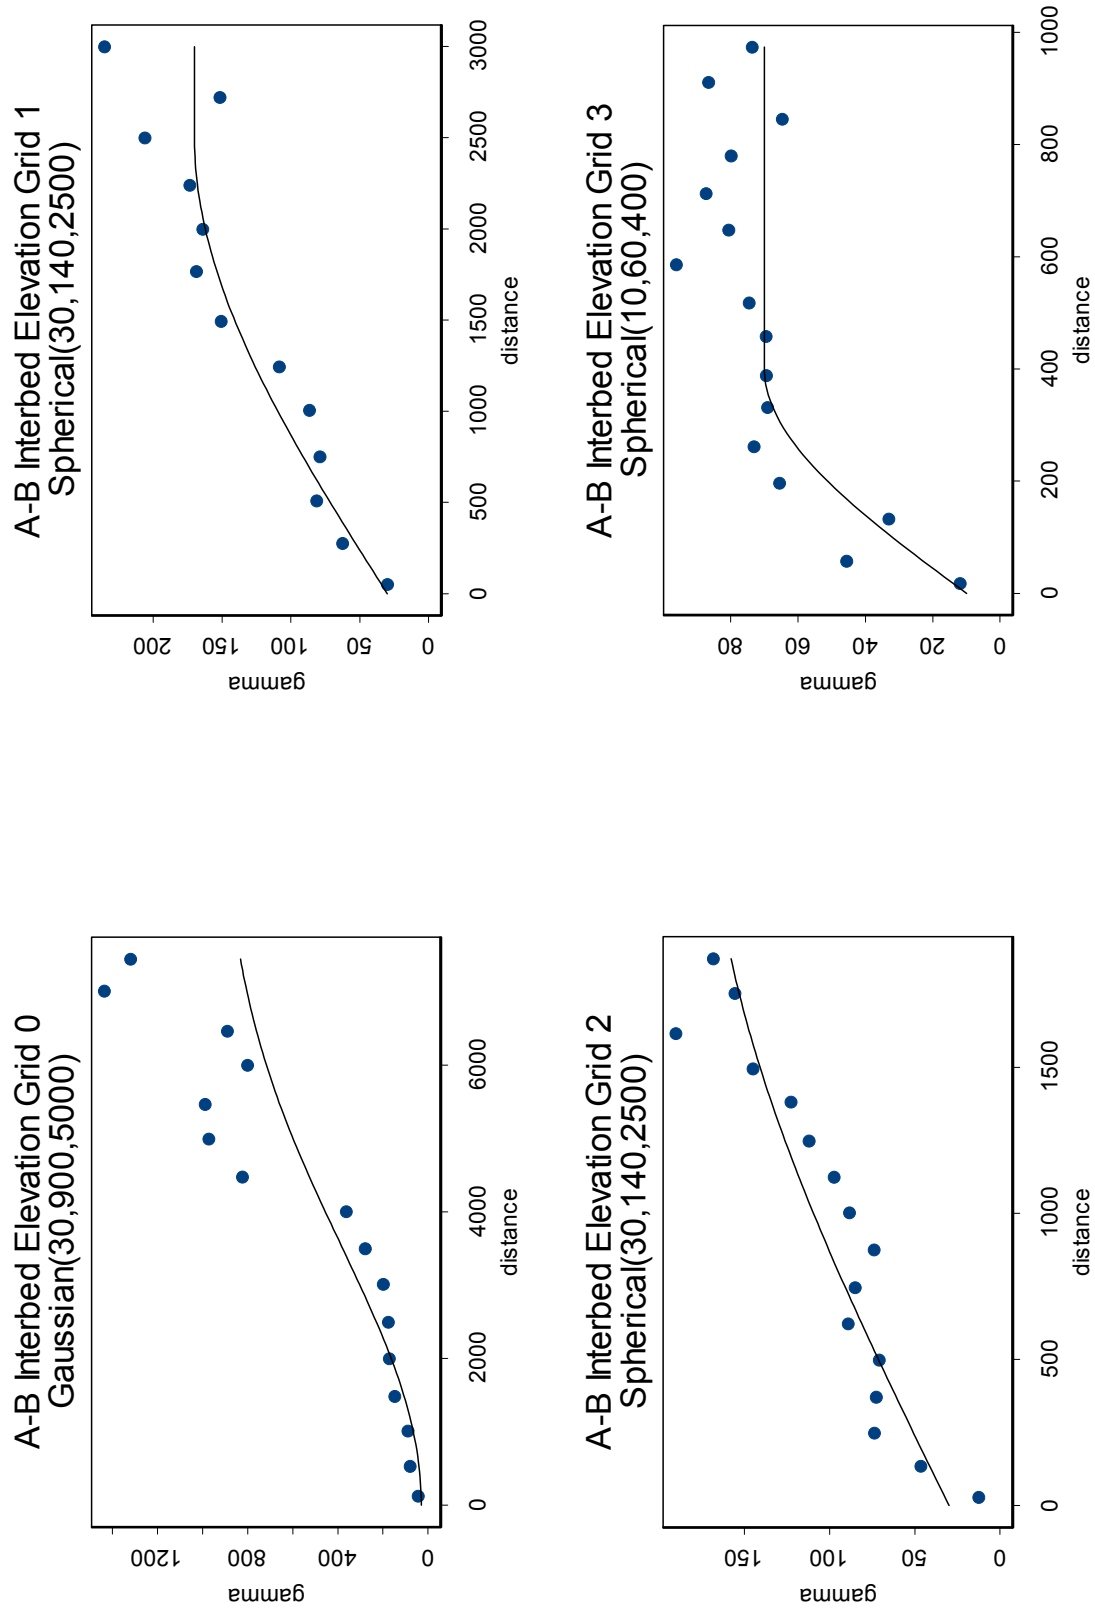 A-B Interbed Elevation Grid 0
Gaussian(30,900,5000)
gamma
0 400 800 1200
0 2000 4000 6000
distance
A-B Interbed Elevation Grid 1
Spherical(30,140,2500)
gamma
0 50 100 150 200
0 500 1000 1500 2000 2500 3000
distance
A-B Interbed Elevation Grid 2
Spherical(30,140,2500)
gamma
0 50 100 150
0 500 1000 1500
distance
A-B Interbed Elevation Grid 3
Spherical(10,60,400)
gamma
0 20 40 60 80
0 200 400 600 800 1000
distance